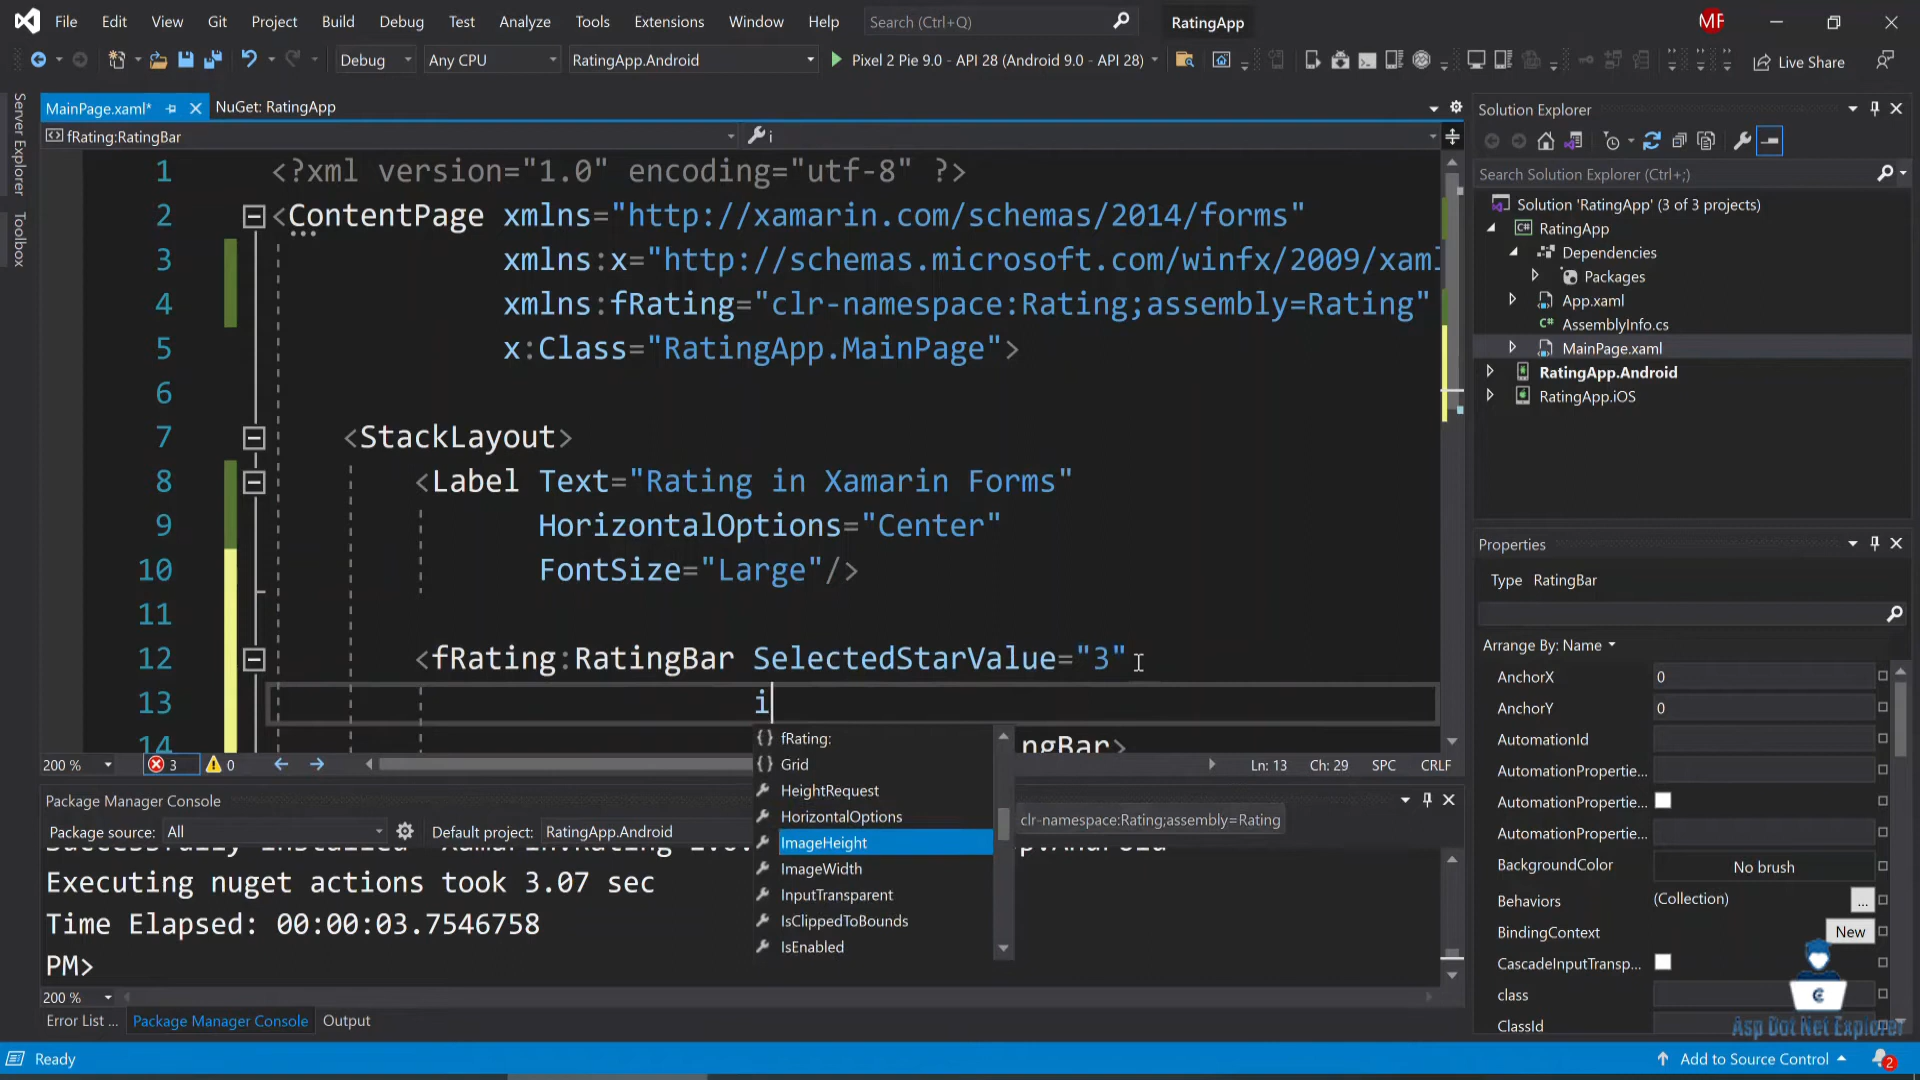 File Edit View Git Project Build Debug Test Analyze Tools Extensions Window Help Search (Ctrl+Q) RatingApp MF
Debug Any CPU RatingApp.Android Pixel 2 Pie 9.0 - API 28 (Android 9.0 - API 28) Live Share
Server Explorer
Toolbox
MainPage.xaml* NuGet: RatingApp
fRating:RatingBar i
1 <?xml version="1.0" encoding="utf-8" ?>
2 <ContentPage xmlns="http://xamarin.com/schemas/2014/forms"
3 xmlns:x="http://schemas.microsoft.com/winfx/2009/xaml
4 xmlns:fRating="clr-namespace:Rating;assembly=Rating"
5 x:Class="RatingApp.MainPage">
6
7 <StackLayout>
8 <Label Text="Rating in Xamarin Forms"
9 HorizontalOptions="Center"
10 FontSize="Large"/>
11
12 <fRating:RatingBar SelectedStarValue="3"
13 i
14 ngBar>
fRating:
Grid
HeightRequest
HorizontalOptions
ImageHeight
ImageWidth
InputTransparent
IsClippedToBounds
IsEnabled
clr-namespace:Rating;assembly=Rating
200 % 3 0 Ln: 13 Ch: 29 SPC CRLF
Package Manager Console
Package source: All Default project: RatingApp.Android
Successfully installed
Executing nuget actions took 3.07 sec
Time Elapsed: 00:00:03.7546758
PM>
200 %
Error List ... Package Manager Console Output
Ready Add to Source Control 2
Solution Explorer
Search Solution Explorer (Ctrl+;)
Solution 'RatingApp' (3 of 3 projects)
RatingApp
Dependencies
Packages
App.xaml
AssemblyInfo.cs
MainPage.xaml
RatingApp.Android
RatingApp.iOS
Properties
Type RatingBar
Arrange By: Name
AnchorX 0
AnchorY 0
AutomationId
AutomationPropertie...
AutomationPropertie...
AutomationPropertie...
BackgroundColor No brush
Behaviors (Collection) ...
BindingContext New
CascadeInputTransp...
class
ClassId
Asp Dot Net Explorer